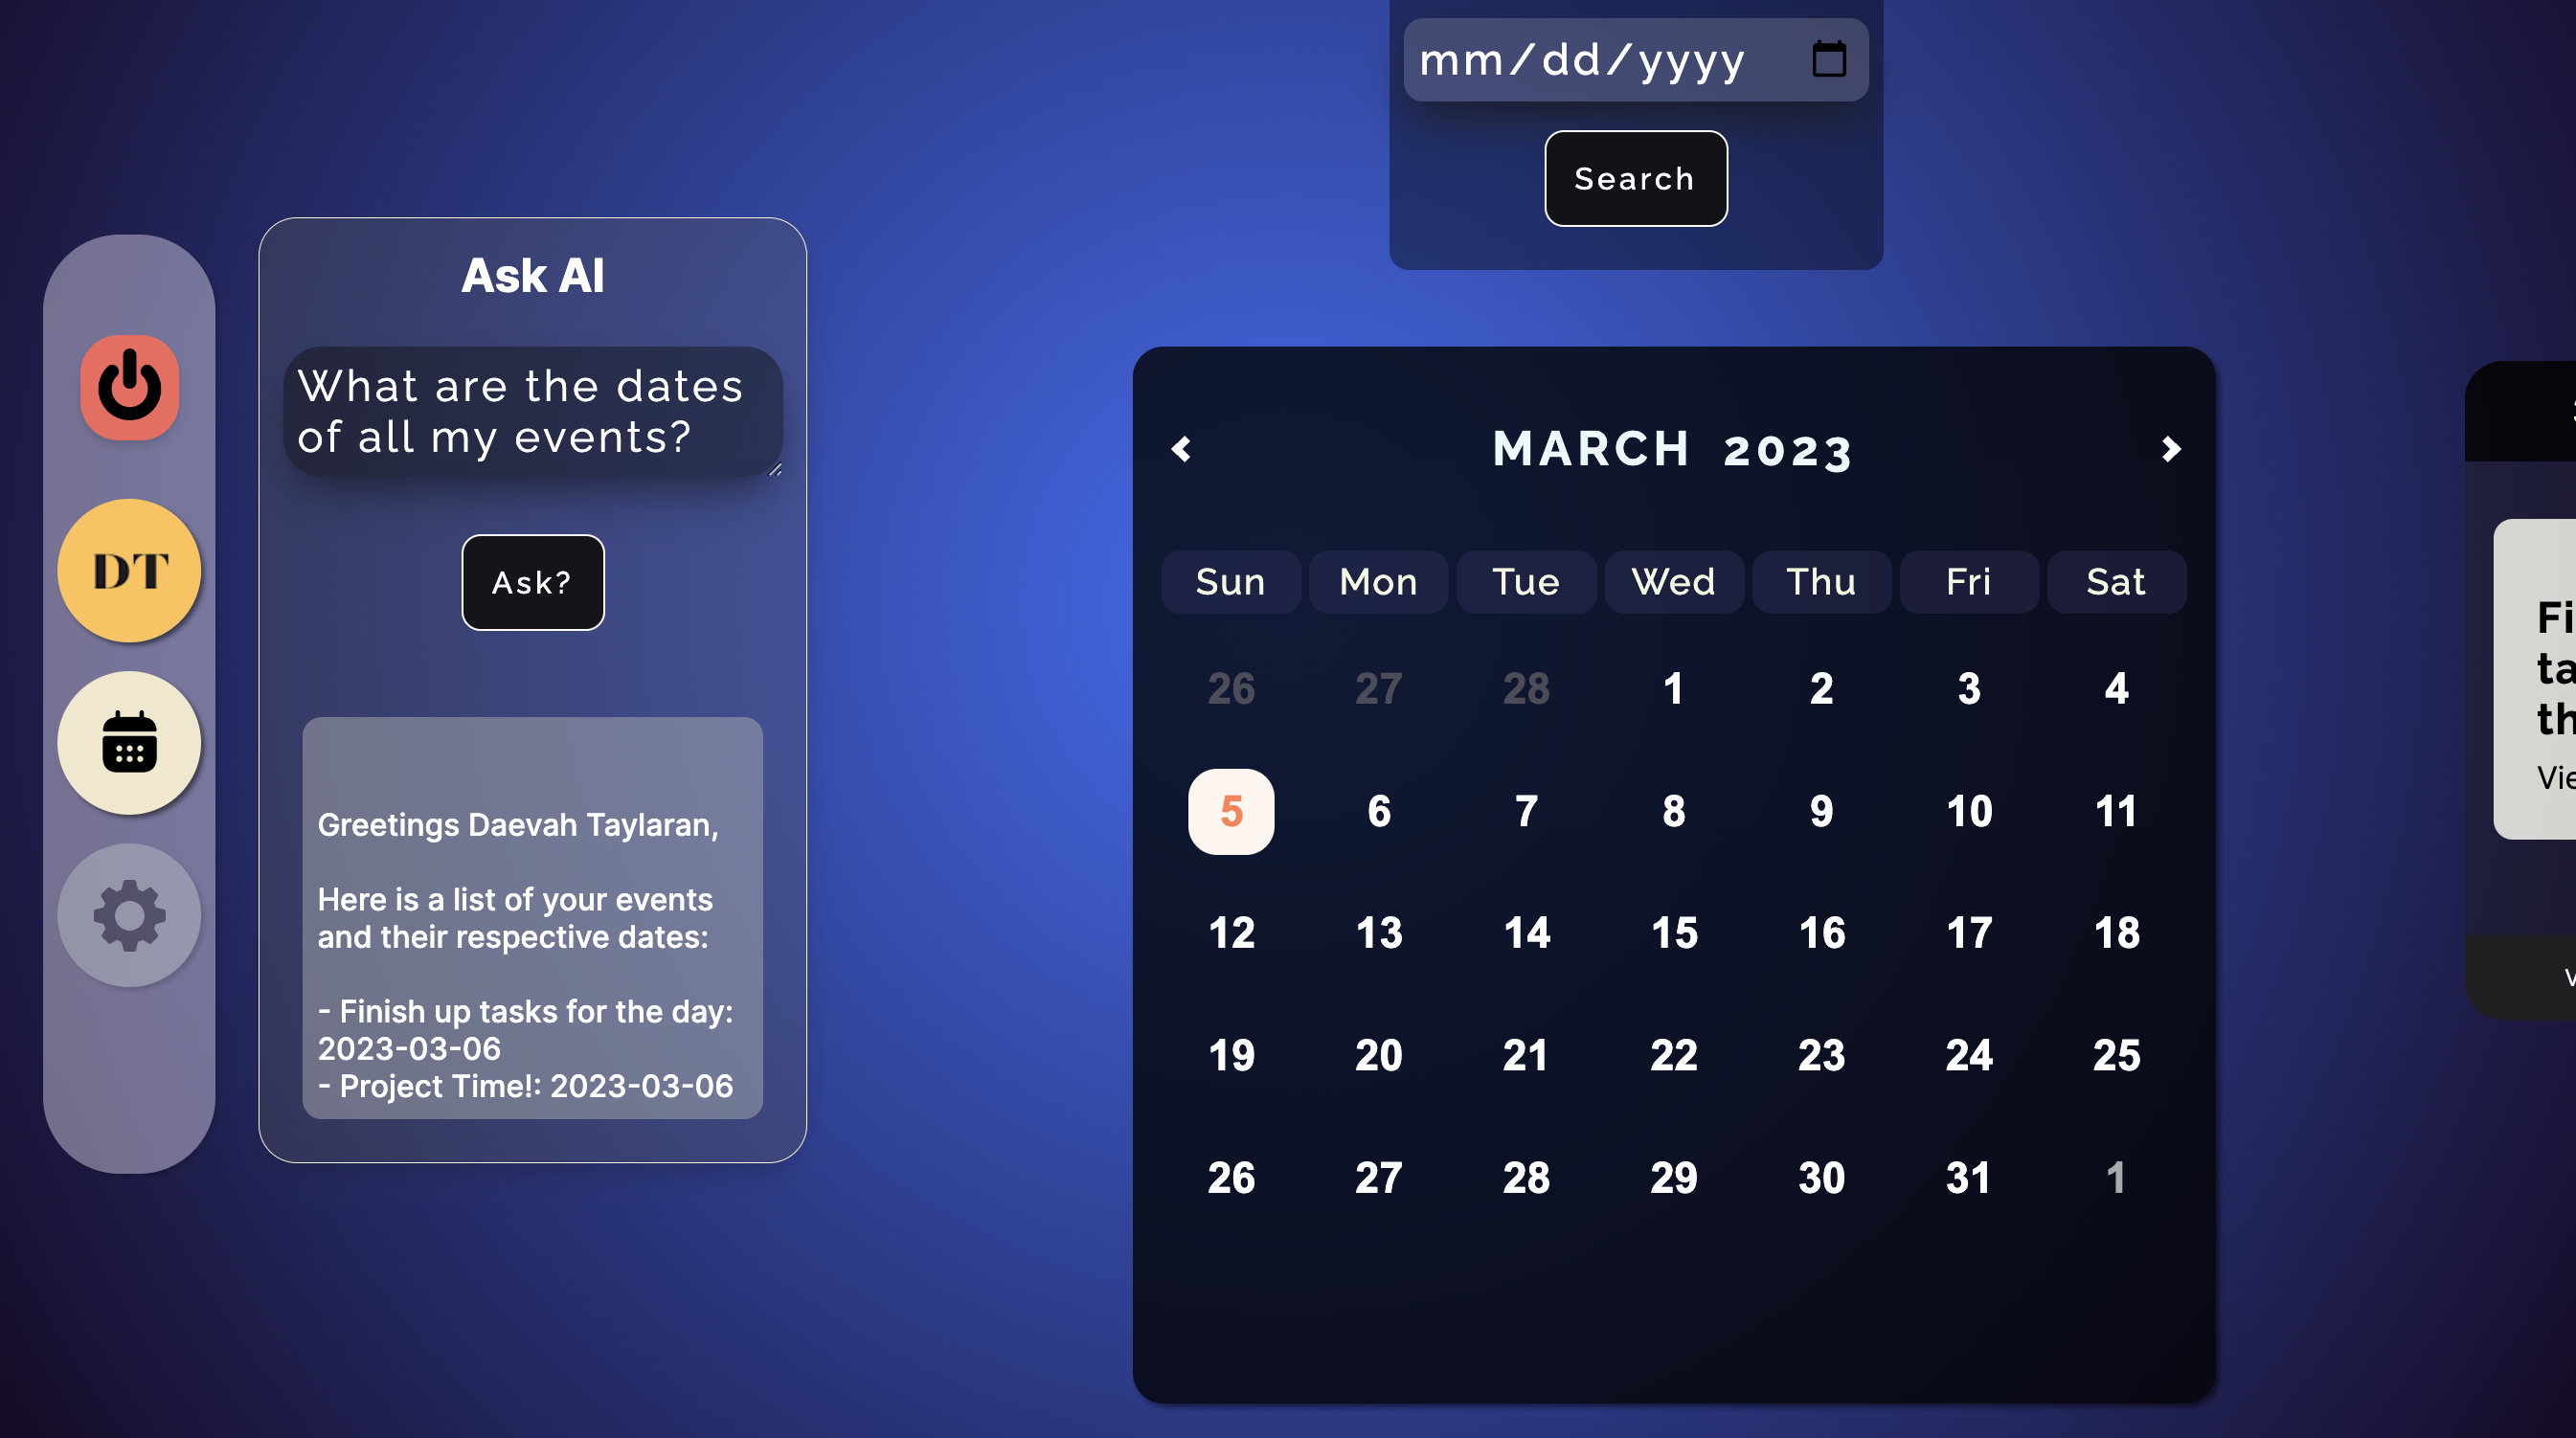 mm/dd/yyyy
Search
Ask AI
What are the dates
of all my events?
Ask?
DT
Greetings Daevah Taylaran,
Here is a list of your events
and their respective dates:
- Finish up tasks for the day:
2023-03-06
- Project Time!: 2023-03-06
MARCH 2023
Sun Mon Tue Wed Thu Fri Sat
26 27 28 1 2 3 4
5 6 7 8 9 10 11
12 13 14 15 16 17 18
19 20 21 22 23 24 25
26 27 28 29 30 31 1